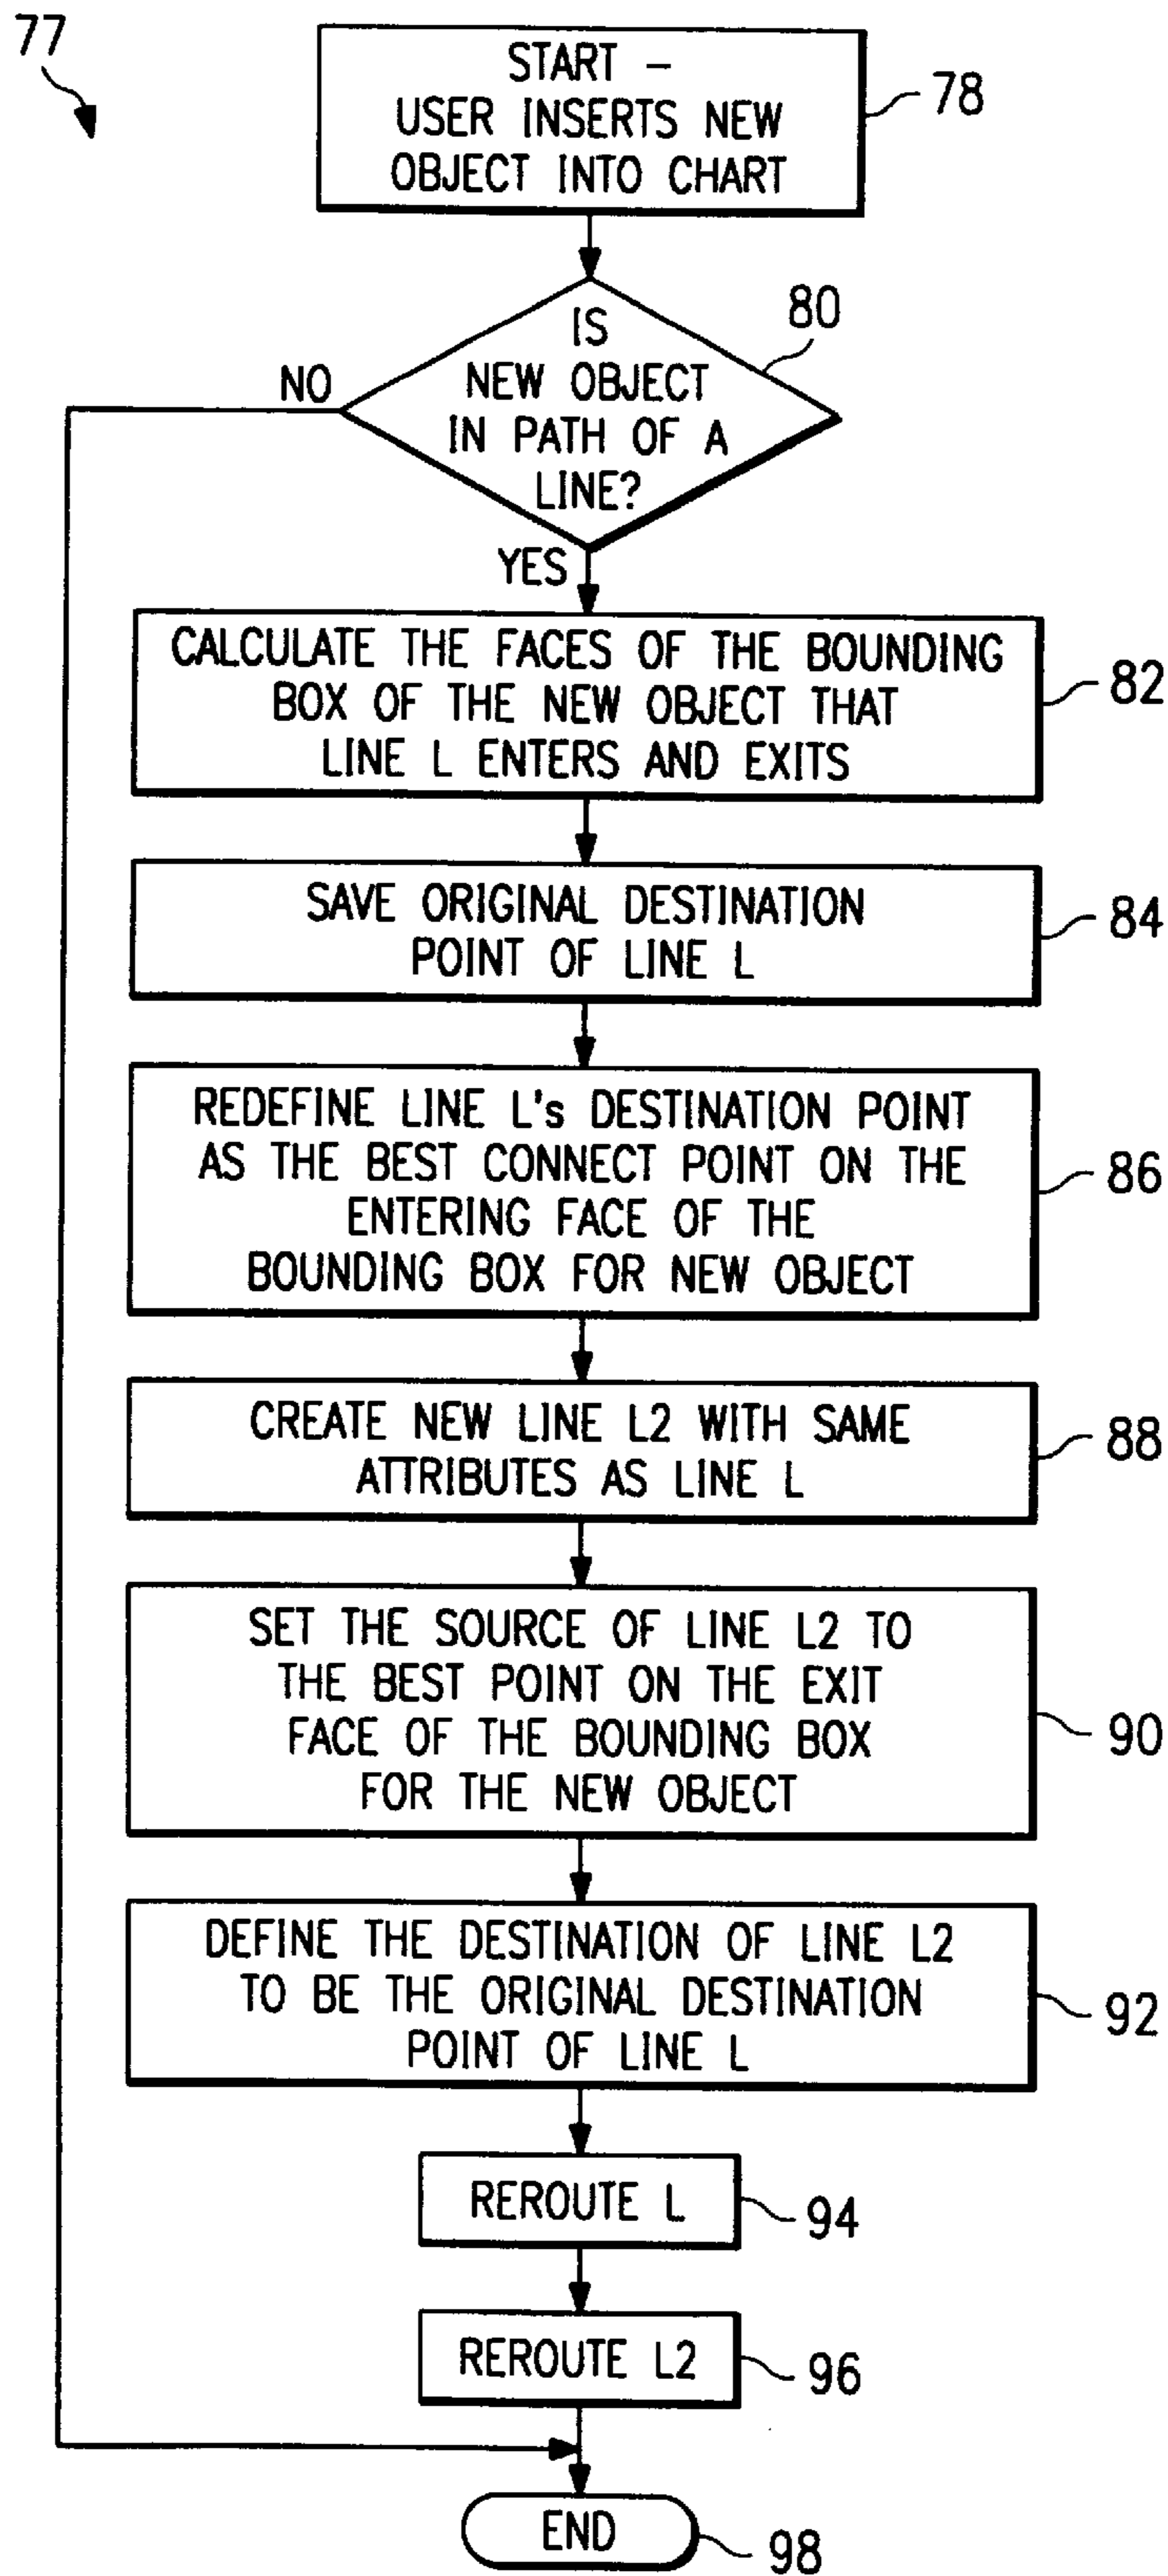 77
START –
USER INSERTS NEW
OBJECT INTO CHART
78
IS
NEW OBJECT
IN PATH OF A
LINE?
80
NO
YES
CALCULATE THE FACES OF THE BOUNDING
BOX OF THE NEW OBJECT THAT
LINE L ENTERS AND EXITS
82
SAVE ORIGINAL DESTINATION
POINT OF LINE L
84
REDEFINE LINE L's DESTINATION POINT
AS THE BEST CONNECT POINT ON THE
ENTERING FACE OF THE
BOUNDING BOX FOR NEW OBJECT
86
CREATE NEW LINE L2 WITH SAME
ATTRIBUTES AS LINE L
88
SET THE SOURCE OF LINE L2 TO
THE BEST POINT ON THE EXIT
FACE OF THE BOUNDING BOX
FOR THE NEW OBJECT
90
DEFINE THE DESTINATION OF LINE L2
TO BE THE ORIGINAL DESTINATION
POINT OF LINE L
92
REROUTE L
94
REROUTE L2
96
END
98